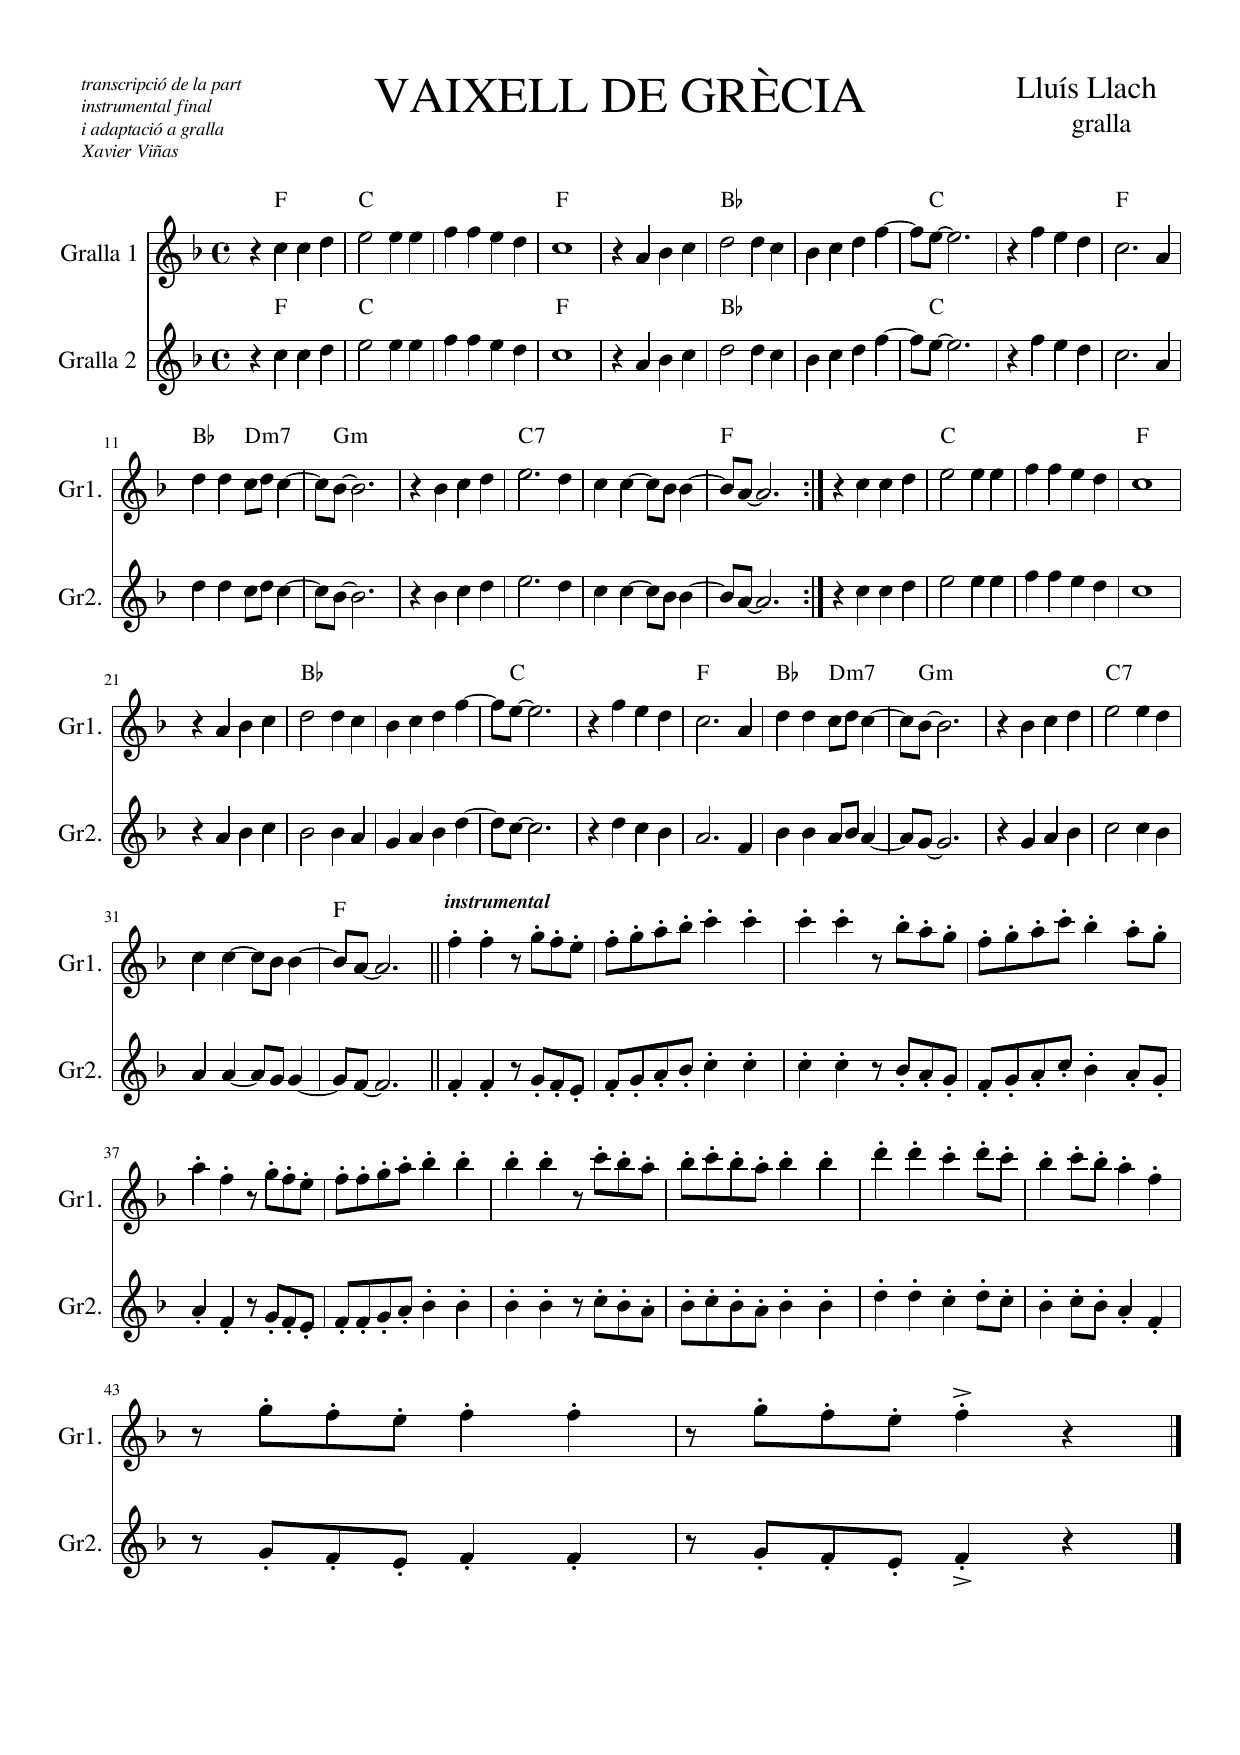 transcripció de la part
instrumental final
i adaptació a gralla
Xavier Viñas
VAIXELL DE GRÈCIA
Lluís Llach
gralla
F C F B♭ C F
Gralla 1
F C F B♭ C F
Gralla 2
11 B♭ Dm7 Gm C7 F C F
Gr1.
Gr2.
21 B♭ C F B♭ Dm7 Gm C7
Gr1.
Gr2.
31 F instrumental
Gr1.
Gr2.
37
Gr1.
Gr2.
43
Gr1.
Gr2.